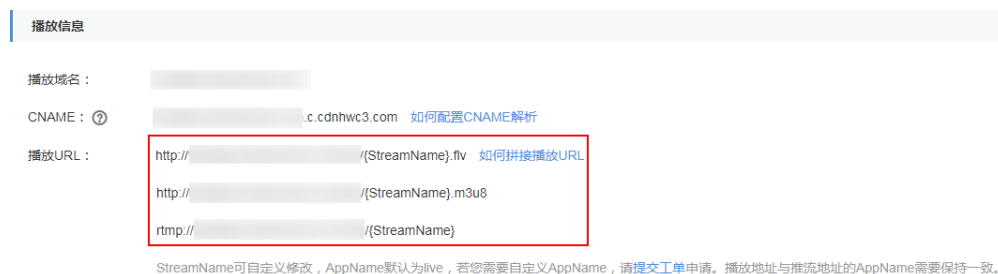 播放信息
播放域名：
CNAME： .c.cdnhwc3.com 如何配置CNAME解析
播放URL： http:// /{StreamName}.flv 如何拼接播放URL
http:// /{StreamName}.m3u8
rtmp:// /{StreamName}
StreamName可自定义修改，AppName默认为live，若您需要自定义AppName，请提交工单申请。播放地址与推流地址的AppName需要保持一致。